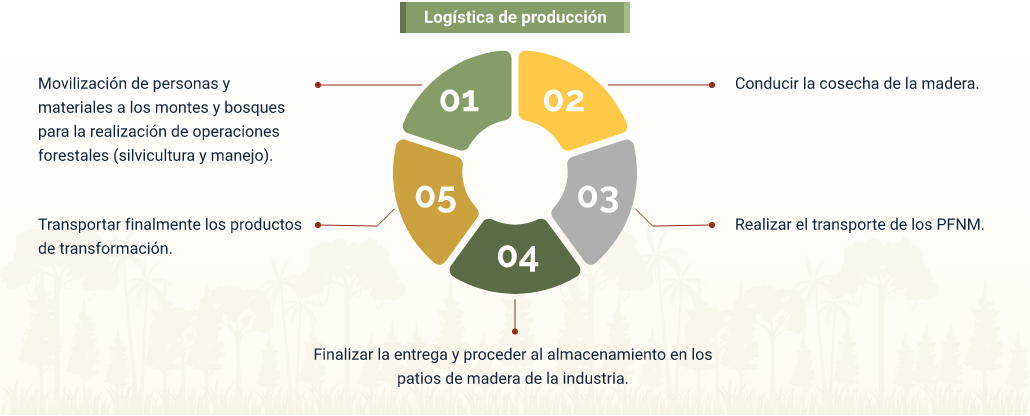 Logística de producción
01
Movilización de personas y
materiales a los montes y bosques
para la realización de operaciones
forestales (silvicultura y manejo).
02
Conducir la cosecha de la madera.
03
Realizar el transporte de los PFNM.
04
Finalizar la entrega y proceder al almacenamiento en los
patios de madera de la industria.
05
Transportar finalmente los productos
de transformación.